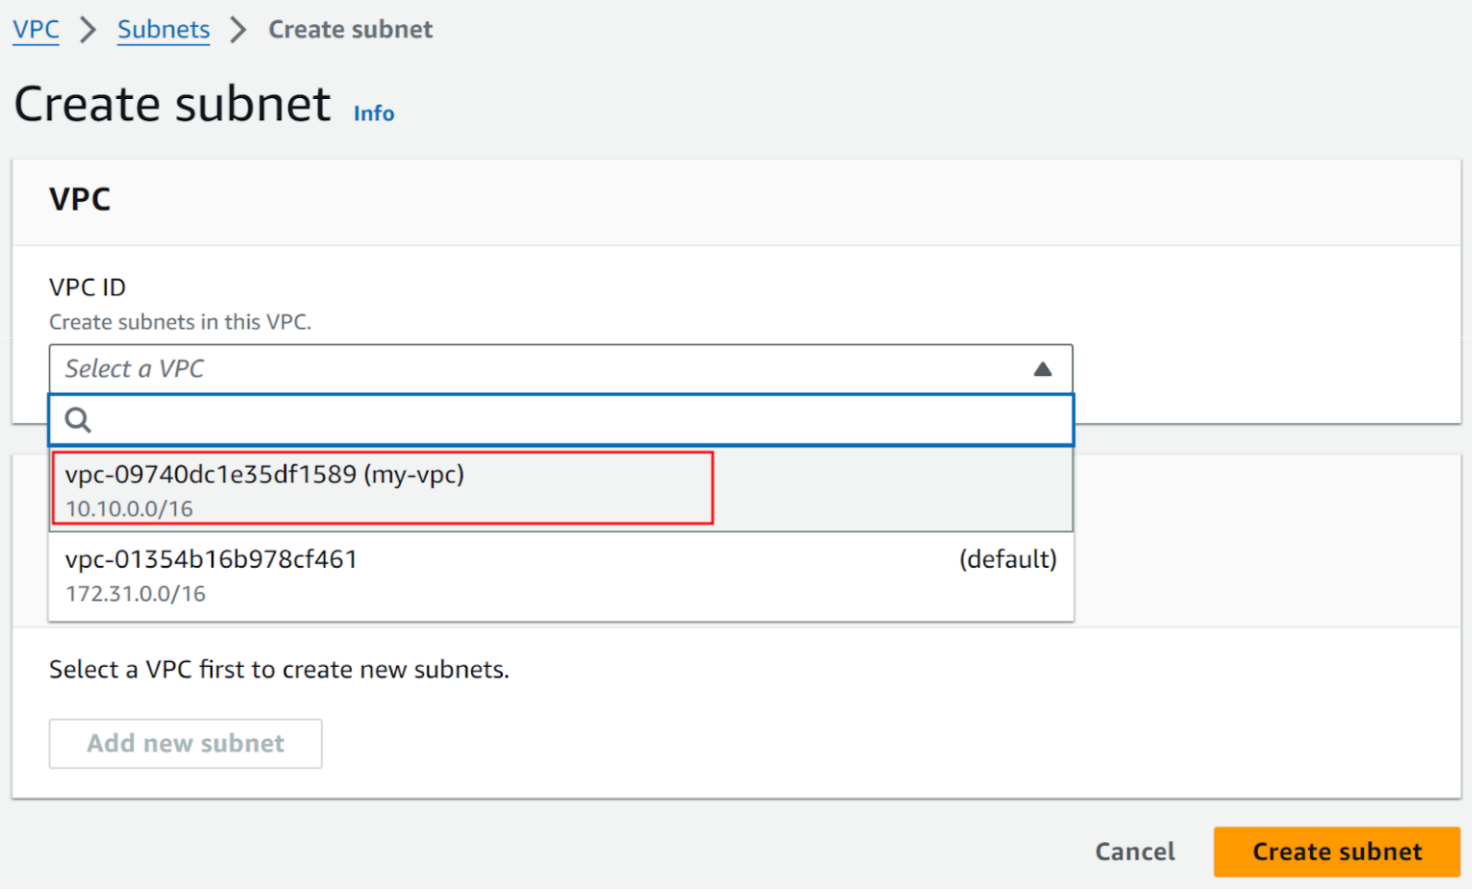 VPC > Subnets > Create subnet
Create subnet Info
VPC
VPC ID
Create subnets in this VPC.
Select a VPC
vpc-09740dc1e35df1589 (my-vpc)
10.10.0.0/16
vpc-01354b16b978cf461 (default)
172.31.0.0/16
Select a VPC first to create new subnets.
Add new subnet
Cancel Create subnet